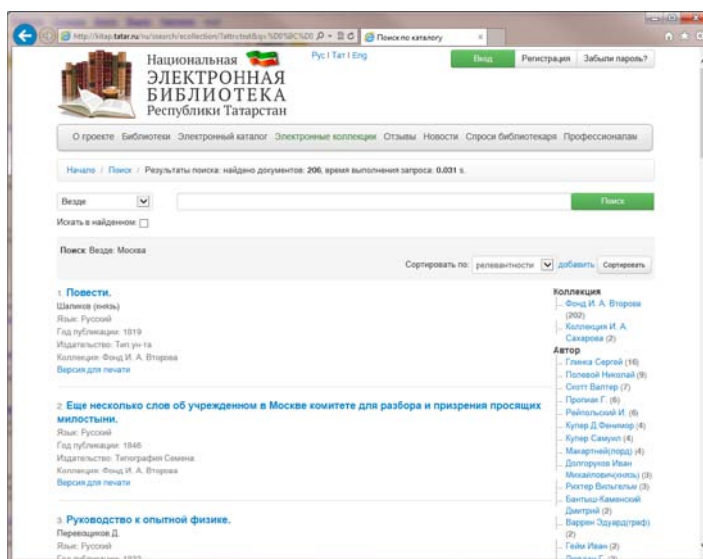 http://kitap.tatar.ru/ru/ssearch/ecollection/?attr
Поиск по каталогу
Национальная
ЭЛЕКТРОННАЯ
БИБЛИОТЕКА
Республики Татарстан
Рус | Тат | Eng
Вход Регистрация Забыли пароль?
О проекте Библиотеки Электронный каталог Электронные коллекции Отзывы Новости Спроси библиотекаря Профессионалам
Начало / Поиск / Результаты поиска: найдено документов: 206, время выполнения запроса: 0.031 s.
Везде Поиск
Искать в найденном:
Поиск: Везде: Москва
Сортировать по: релевантности добавить Сортировать
1. Повести.
Шаликов (князь)
Язык: Русский
Год публикации: 1819
Издательство: Тип.ун-та
Коллекция: Фонд И. А. Второва
Версия для печати
2. Еще несколько слов об учрежденном в Москве комитете для разбора и призрения просящих
милостыни.
Язык: Русский
Год публикации: 1846
Издательство: Типография Семена
Коллекция: Фонд И. А. Второва
Версия для печати
3. Руководство к опытной физике.
Перевощиков Д.
Язык: Русский
Коллекция
Фонд И. А. Второва
(202)
Коллекция И. А.
Сахарова (2)
Автор
Глинка Сергей (16)
Полевой Николай (9)
Скотт Валтер (7)
Пропиак Г. (6)
Рейпольский И. (6)
Купер Д.Фенимор (4)
Купер Самуил (4)
Макартней(лорд) (4)
Долгоруков Иван
Михайлович(князь) (3)
Рихтер Вильгельм (3)
Бантыш-Каменский
Дмитрий (2)
Варрен Эдуард(граф)
(2)
Гейм Иван (2)